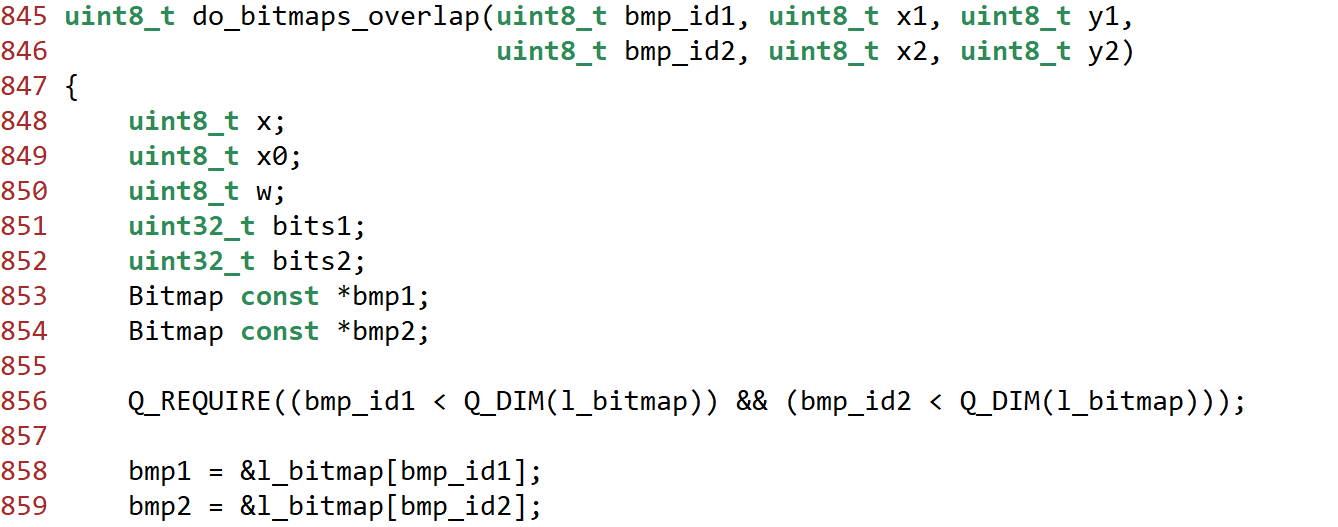 845 uint8_t do_bitmaps_overlap(uint8_t bmp_id1, uint8_t x1, uint8_t y1,
846                            uint8_t bmp_id2, uint8_t x2, uint8_t y2)
847 {
848     uint8_t x;
849     uint8_t x0;
850     uint8_t w;
851     uint32_t bits1;
852     uint32_t bits2;
853     Bitmap const *bmp1;
854     Bitmap const *bmp2;
855
856     Q_REQUIRE((bmp_id1 < Q_DIM(l_bitmap)) && (bmp_id2 < Q_DIM(l_bitmap)));
857
858     bmp1 = &l_bitmap[bmp_id1];
859     bmp2 = &l_bitmap[bmp_id2];